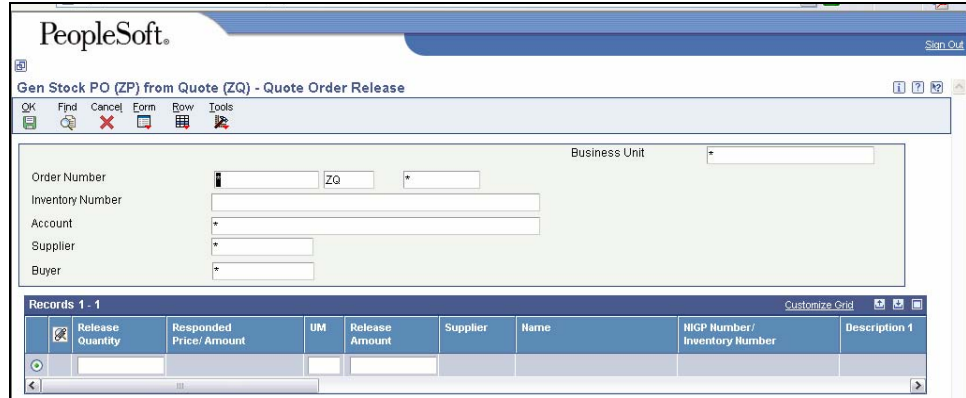 PeopleSoft®
Sign Out
Gen Stock PO (ZP) from Quote (ZQ) - Quote Order Release
OK Find Cancel Form Row Tools
Business Unit *
Order Number * ZQ *
Inventory Number
Account *
Supplier *
Buyer *
Records 1 - 1 Customize Grid
Release Quantity Responded Price/Amount UM Release Amount Supplier Name NIGP Number/ Inventory Number Description 1